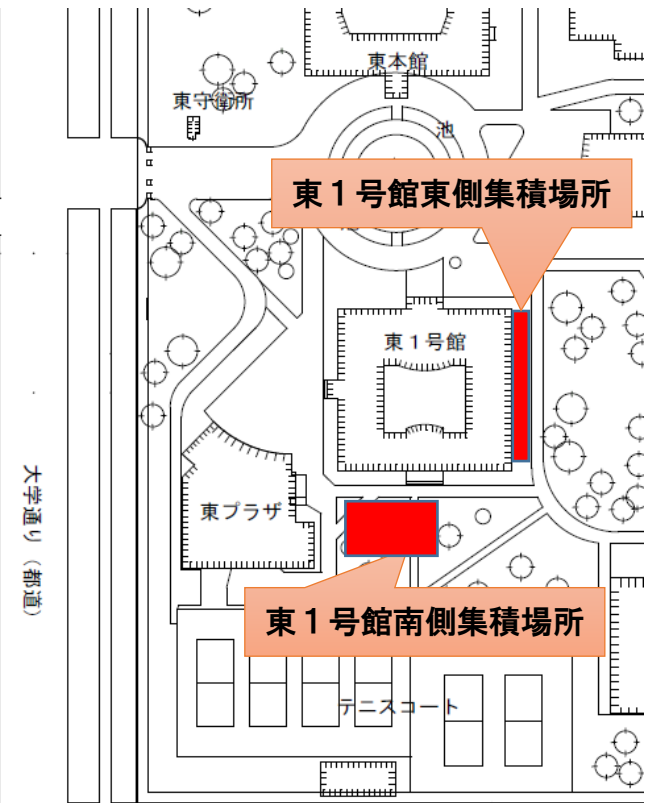 東本館
東守衛所
池
東１号館東側集積場所
東１号館
東プラザ
大学通り（都道）
東１号館南側集積場所
テニスコート